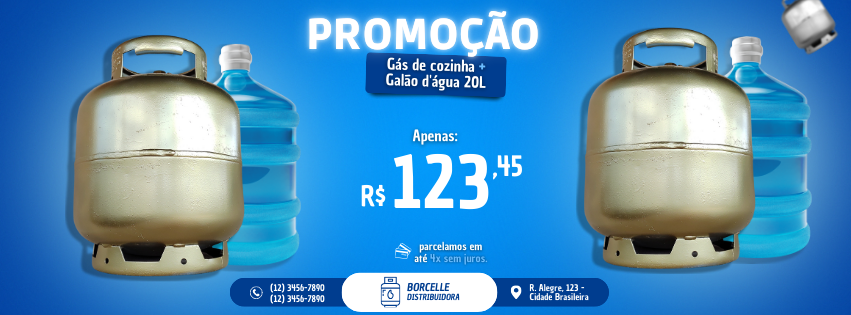 PROMOÇÃO
Gás de cozinha +
Galão d'água 20L
Apenas:
R$ 123,45
parcelamos em
até 4x sem juros.
(12) 3456-7890
(12) 3456-7890
BORCELLE
DISTRIBUIDORA
R. Alegre, 123 -
Cidade Brasileira